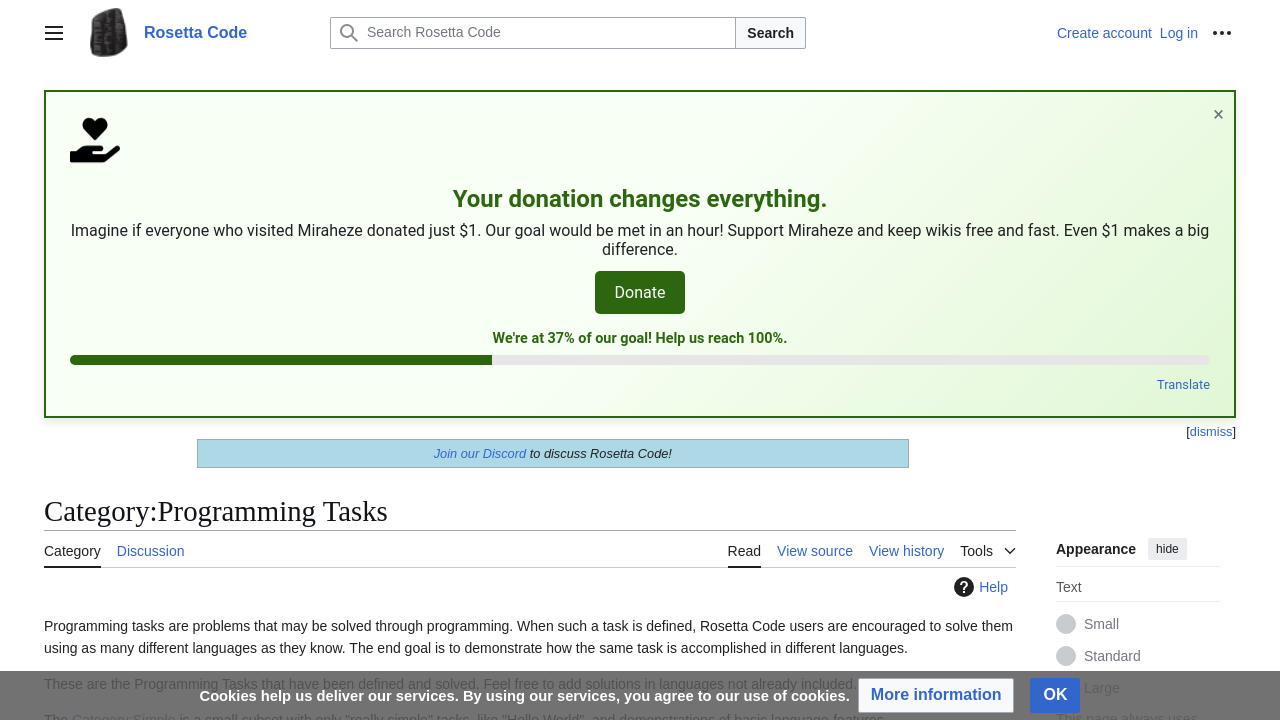 Rosetta Code
Search Rosetta Code
Search
Create account Log in
×
Your donation changes everything.
Imagine if everyone who visited Miraheze donated just $1. Our goal would be met in an hour! Support Miraheze and keep wikis free and fast. Even $1 makes a big
difference.
Donate
We're at 37% of our goal! Help us reach 100%.
Translate
[dismiss]
Join our Discord to discuss Rosetta Code!
Category:Programming Tasks
Category Discussion Read View source View history Tools
Appearance hide
? Help
Text
Programming tasks are problems that may be solved through programming. When such a task is defined, Rosetta Code users are encouraged to solve them
using as many different languages as they know. The end goal is to demonstrate how the same task is accomplished in different languages.
Small
Standard
Large
These are the Programming Tasks that have been defined and solved. Feel free to add solutions in languages not already included.
Cookies help us deliver our services. By using our services, you agree to our use of cookies. More information OK
The Category:Simple is a small subset with only "really simple" tasks, like "Hello World", and demonstrations of basic language features.
This page always uses